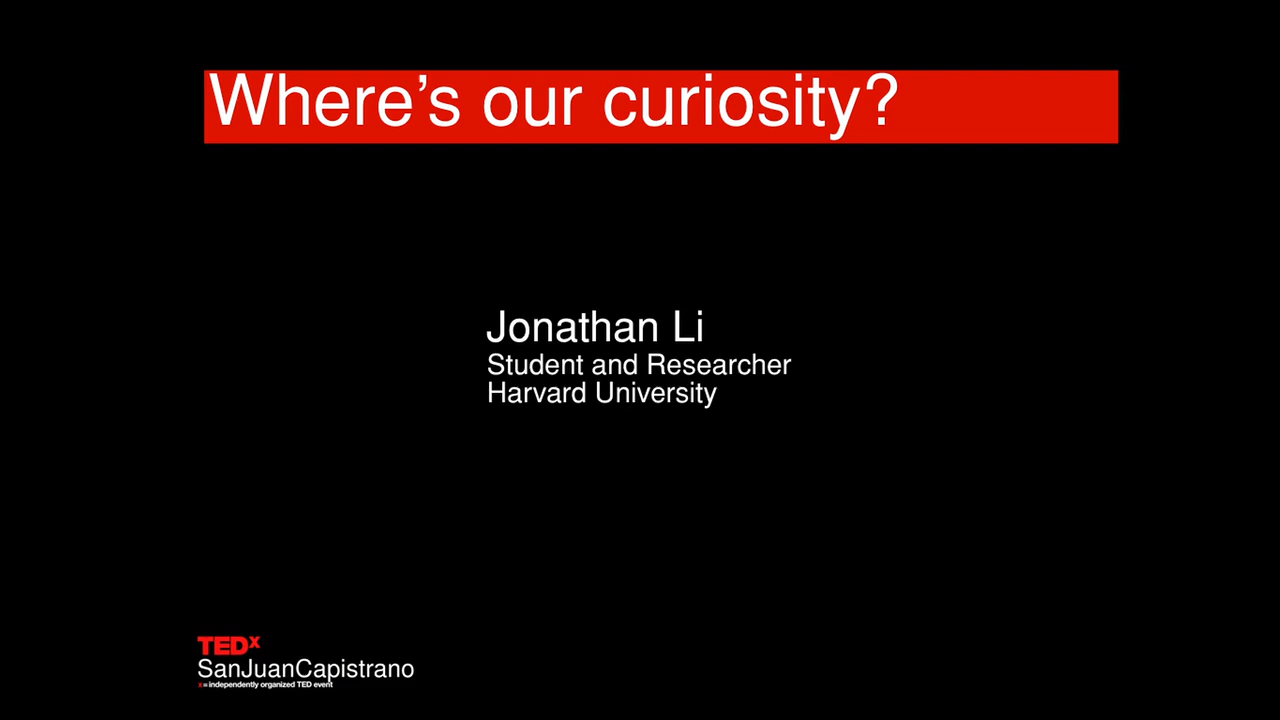 Where’s our curiosity?
Jonathan Li
Student and Researcher
Harvard University
TEDx
SanJuanCapistrano
x = independently organized TED event